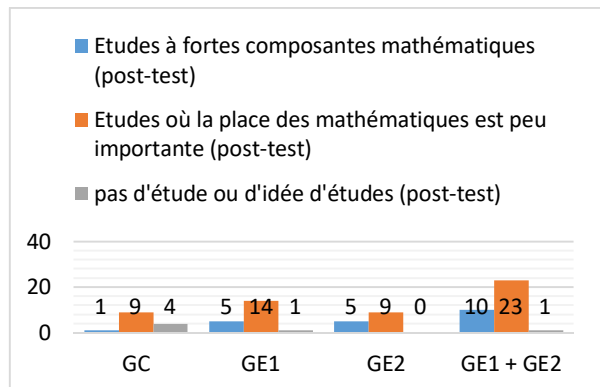 Etudes à fortes composantes mathématiques
(post-test)
Etudes où la place des mathématiques est peu
importante (post-test)
pas d'étude ou d'idée d'études (post-test)
40
20
0
1 9 4 5 14 1 5 9 0 10 23 1
GC GE1 GE2 GE1 + GE2